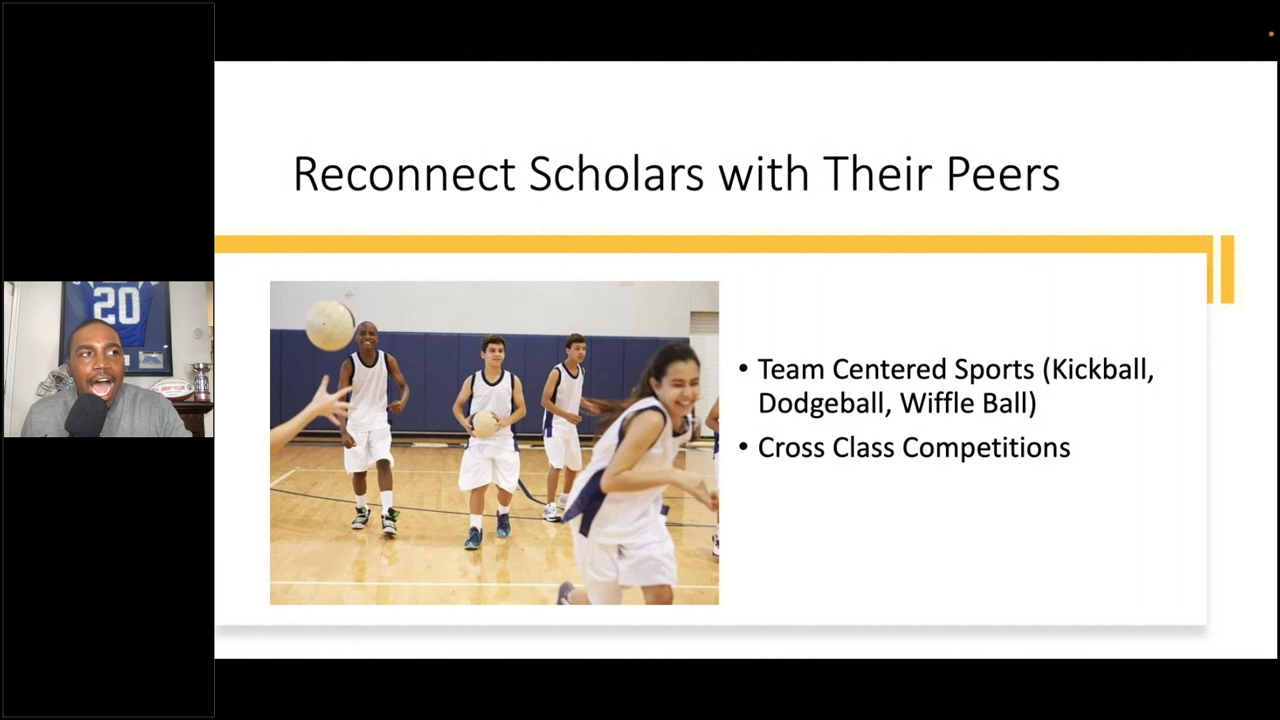 Reconnect Scholars with Their Peers
20
• Team Centered Sports (Kickball,
Dodgeball, Wiffle Ball)
• Cross Class Competitions